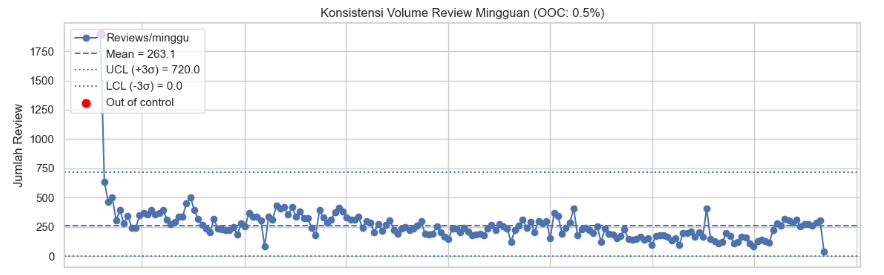 Konsistensi Volume Review Mingguan (OOC: 0.5%)
Reviews/minggu
Mean = 263.1
UCL (+3σ) = 720.0
LCL (-3σ) = 0.0
Out of control
Jumlah Review
1750
1500
1250
1000
750
500
250
0